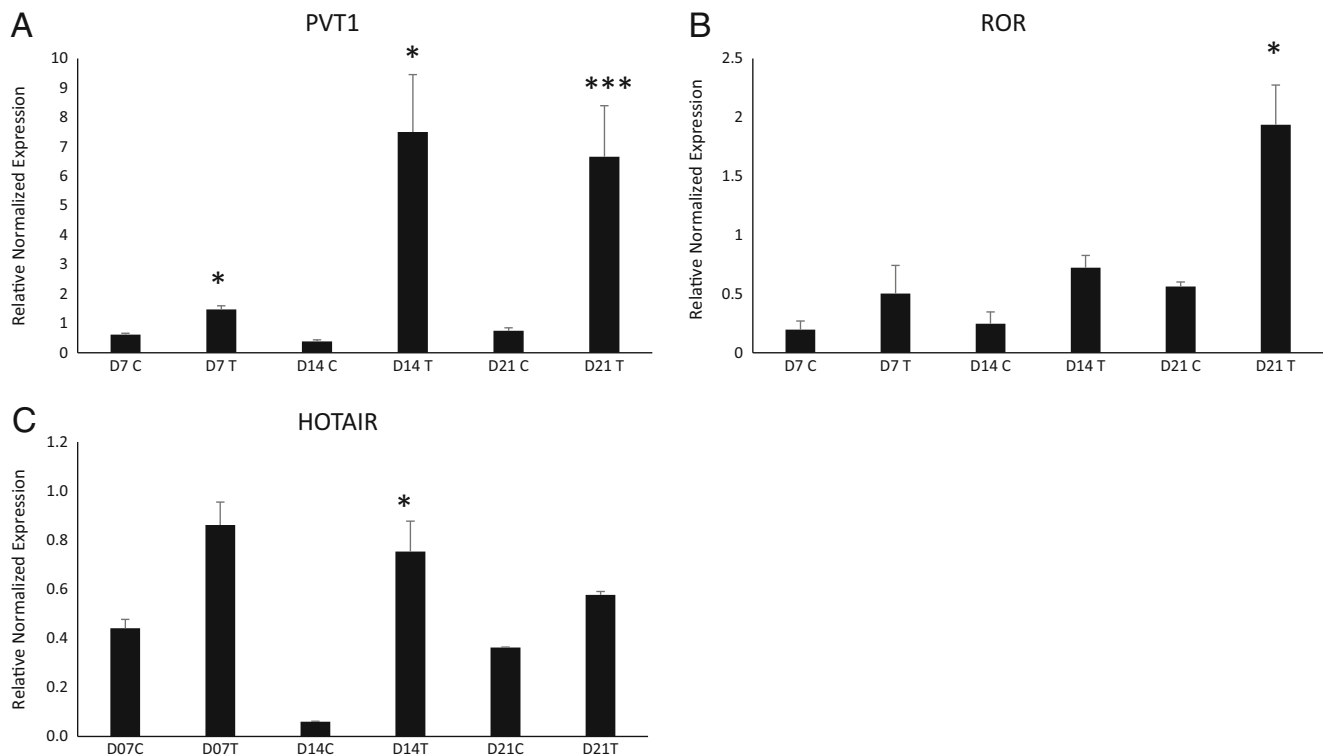 A
PVT1
Relative Normalized Expression
10
9
8
7
6
5
4
3
2
1
0
*
*
***
D7 C D7 T D14 C D14 T D21 C D21 T
B
ROR
Relative Normalized Expression
2.5
2
1.5
1
0.5
0
*
D7 C D7 T D14 C D14 T D21 C D21 T
C
HOTAIR
Relative Normalized Expression
1.2
1.0
0.8
0.6
0.4
0.2
0.0
*
D07C D07T D14C D14T D21C D21T